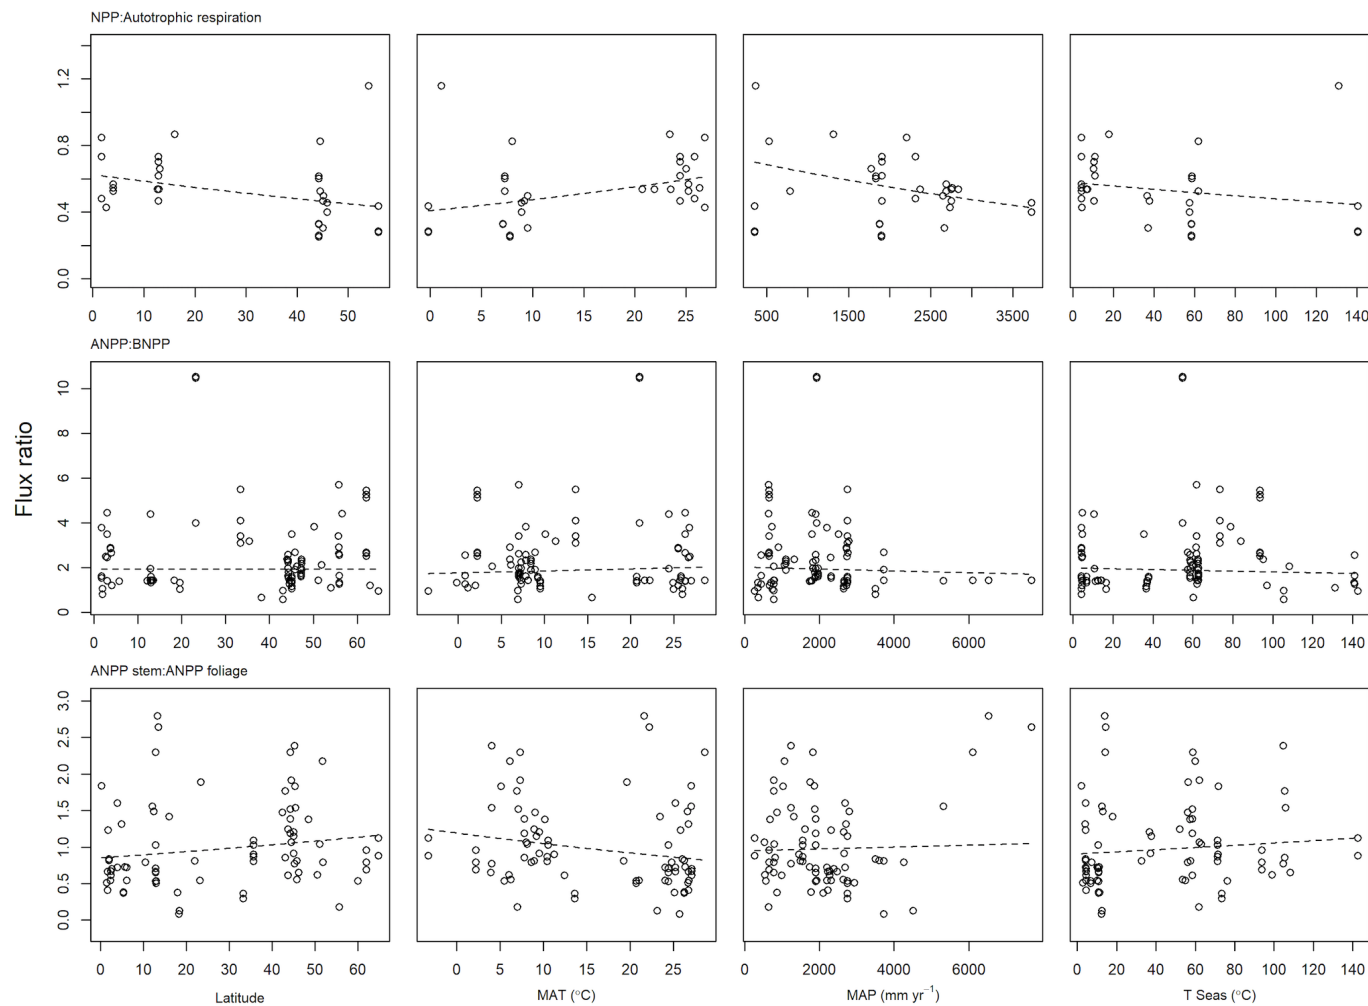 NPP:Autotrophic respiration
0.0 0.4 0.8 1.2
0 10 20 30 40 50
0 5 10 15 20 25
500 1500 2500 3500
0 20 40 60 80 100 120 140
ANPP:BNPP
Flux ratio
0 2 4 6 8 10
0 10 20 30 40 50 60
0 5 10 15 20 25
0 2000 4000 6000
0 20 40 60 80 100 120 140
ANPP stem:ANPP foliage
0.0 0.5 1.0 1.5 2.0 2.5 3.0
0 10 20 30 40 50 60
0 5 10 15 20 25
0 2000 4000 6000
0 20 40 60 80 100 120 140
Latitude
MAT (°C)
MAP (mm yr⁻¹)
T Seas (°C)